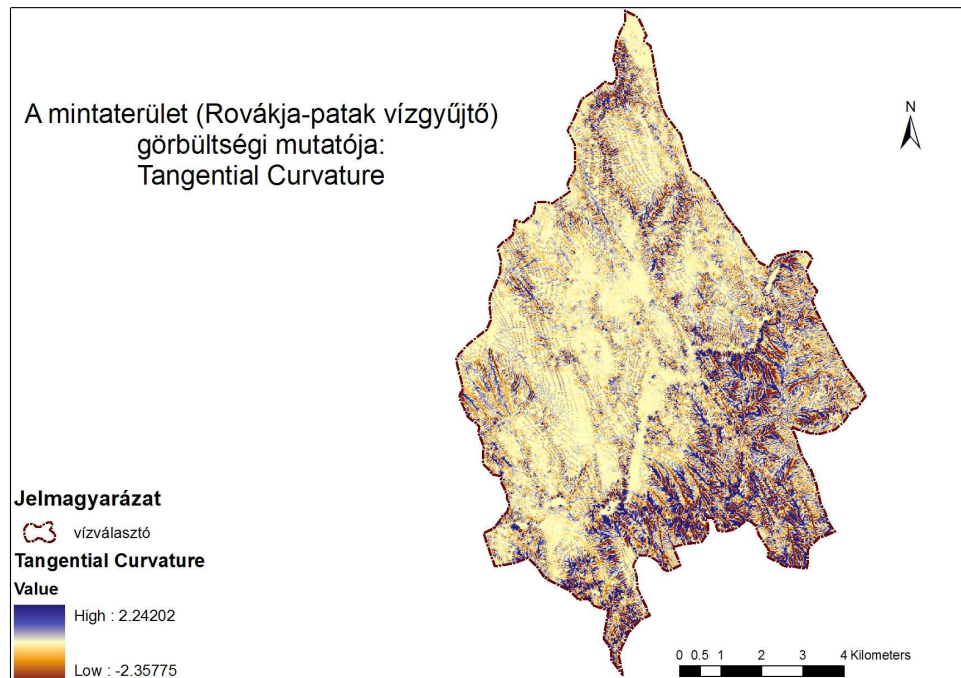 A mintaterület (Rovákja-patak vízgyűjtő)
görbültségi mutatója:
Tangential Curvature
N
Jelmagyarázat
vízválasztó
Tangential Curvature
Value
High : 2.24202
Low : -2.35775
0 0.5 1 2 3 4 Kilometers